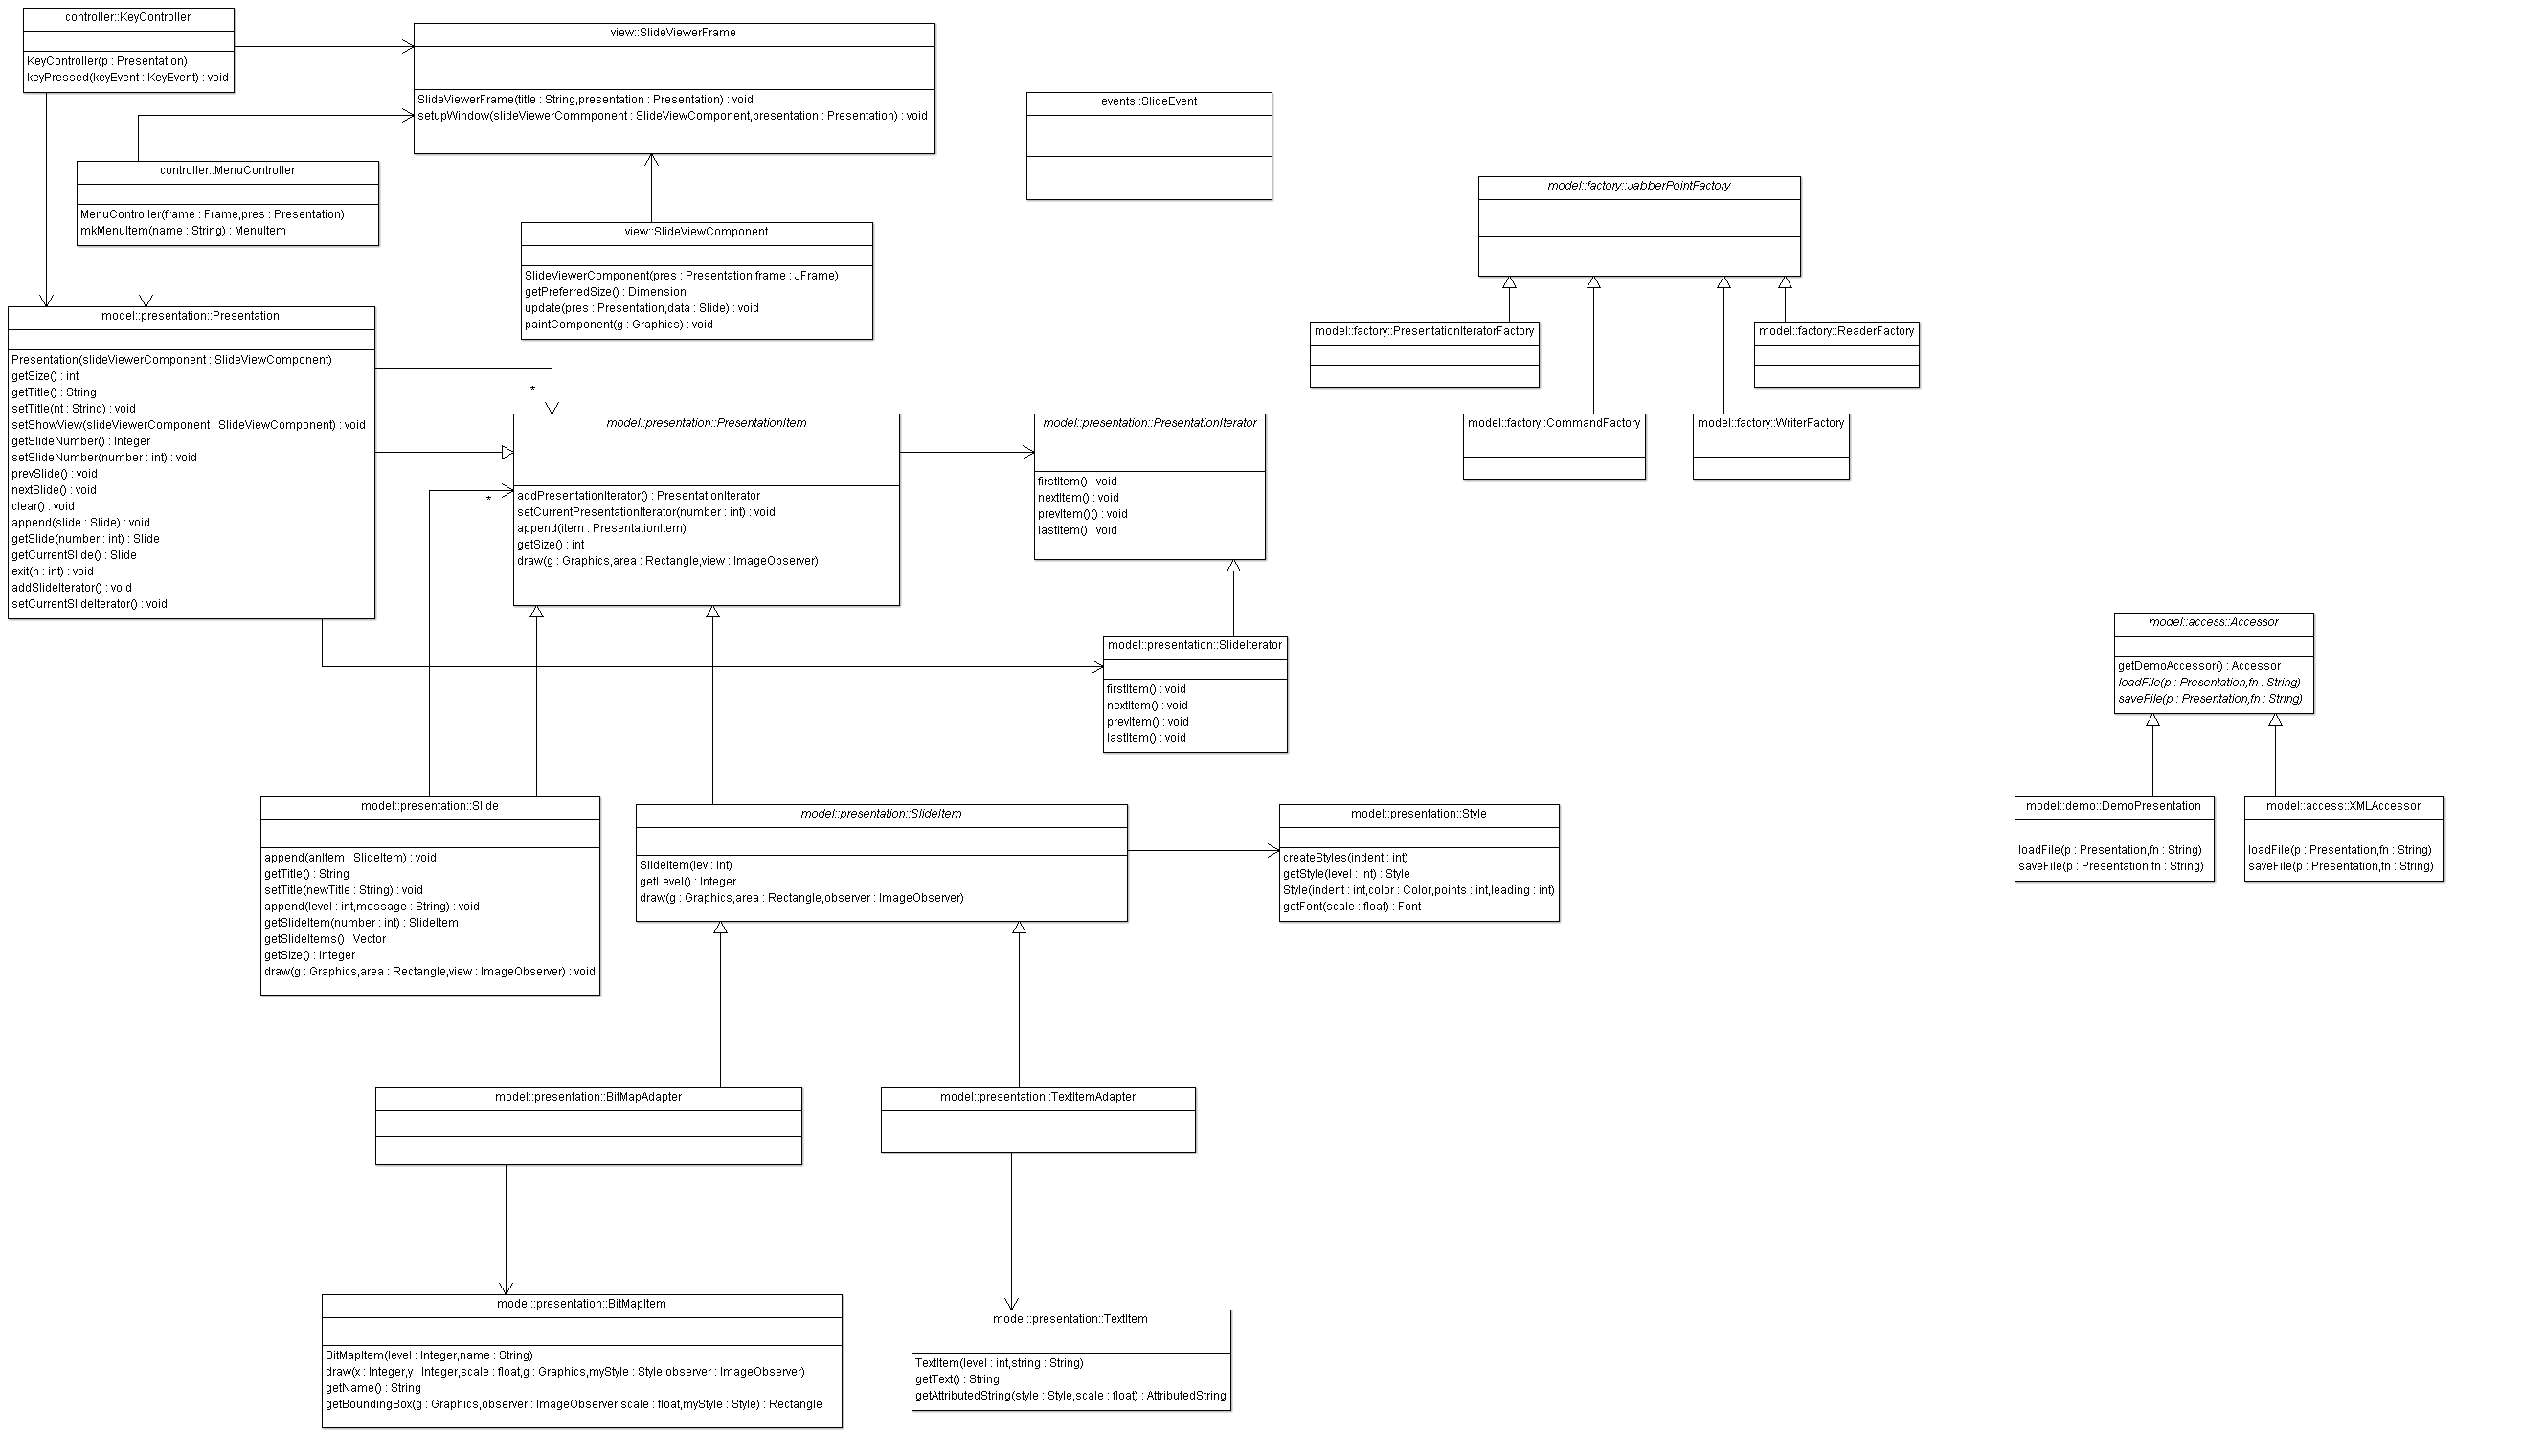 controller::KeyController
KeyController(p : Presentation)
keyPressed(keyEvent : KeyEvent) : void
view::SlideViewerFrame
SlideViewerFrame(title : String,presentation : Presentation) : void
setupWindow(slideViewerCommponent : SlideViewComponent,presentation : Presentation) : void
events::SlideEvent
controller::MenuController
MenuController(frame : Frame,pres : Presentation)
mkMenuItem(name : String) : MenuItem
view::SlideViewComponent
SlideViewerComponent(pres : Presentation,frame : JFrame)
getPreferredSize() : Dimension
update(pres : Presentation,data : Slide) : void
paintComponent(g : Graphics) : void
model::factory::JabberPointFactory
model::factory::PresentationIteratorFactory
model::factory::ReaderFactory
model::factory::CommandFactory
model::factory::WriterFactory
model::presentation::Presentation
Presentation(slideViewerComponent : SlideViewComponent)
getSize() : int
getTitle() : String
setTitle(nt : String) : void
setShowView(slideViewerComponent : SlideViewComponent) : void
getSlideNumber() : Integer
setSlideNumber(number : int) : void
prevSlide() : void
nextSlide() : void
clear() : void
append(slide : Slide) : void
getSlide(number : int) : Slide
getCurrentSlide() : Slide
exit(n : int) : void
addSlideIterator() : void
setCurrentSlideIterator() : void
*
*
model::presentation::PresentationItem
addPresentationIterator() : PresentationIterator
setCurrentPresentationIterator(number : int) : void
append(item : PresentationItem)
getSize() : int
draw(g : Graphics,area : Rectangle,view : ImageObserver)
model::presentation::PresentationIterator
firstItem() : void
nextItem() : void
prevItem()() : void
lastItem() : void
model::presentation::SlideIterator
firstItem() : void
nextItem() : void
prevItem() : void
lastItem() : void
model::access::Accessor
getDemoAccessor() : Accessor
loadFile(p : Presentation,fn : String)
saveFile(p : Presentation,fn : String)
model::demo::DemoPresentation
loadFile(p : Presentation,fn : String)
saveFile(p : Presentation,fn : String)
model::access::XMLAccessor
loadFile(p : Presentation,fn : String)
saveFile(p : Presentation,fn : String)
model::presentation::Slide
append(anItem : SlideItem) : void
getTitle() : String
setTitle(newTitle : String) : void
append(level : int,message : String) : void
getSlideItem(number : int) : SlideItem
getSlideItems() : Vector
getSize() : Integer
draw(g : Graphics,area : Rectangle,view : ImageObserver) : void
model::presentation::SlideItem
SlideItem(lev : int)
getLevel() : Integer
draw(g : Graphics,area : Rectangle,observer : ImageObserver)
model::presentation::Style
createStyles(indent : int)
getStyle(level : int) : Style
Style(indent : int,color : Color,points : int,leading : int)
getFont(scale : float) : Font
model::presentation::BitMapAdapter
model::presentation::TextItemAdapter
model::presentation::BitMapItem
BitMapItem(level : Integer,name : String)
draw(x : Integer,y : Integer,scale : float,g : Graphics,myStyle : Style,observer : ImageObserver)
getName() : String
getBoundingBox(g : Graphics,observer : ImageObserver,scale : float,myStyle : Style) : Rectangle
model::presentation::TextItem
TextItem(level : int,string : String)
getText() : String
getAttributedString(style : Style,scale : float) : AttributedString